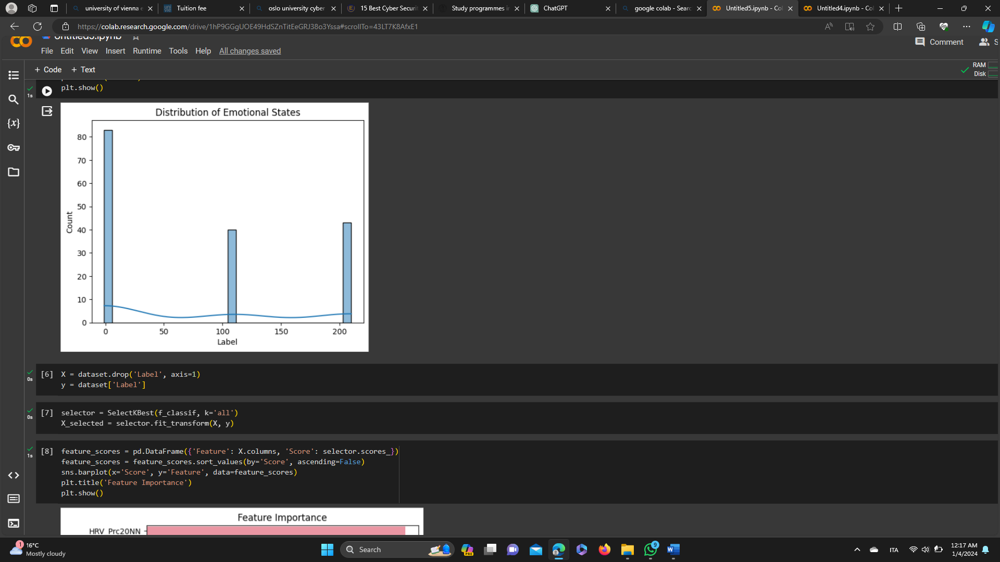 university of vienna e
Tuition fee
oslo university cyber
15 Best Cyber Securit
Study programmes i
ChatGPT
google colab - Searc
Untitled5.ipynb - Co
Untitled4.ipynb - Col
https://colab.research.google.com/drive/1hP9GGgUOE49HdSZnTitEeGRJ38o3Yssa#scrollTo=43LT7K8AfxE1
Untitled5.ipynb
Comment
S
File Edit View Insert Runtime Tools Help All changes saved
+ Code + Text
RAM
Disk
1s
plt.show()
Distribution of Emotional States
Count
80
70
60
50
40
30
20
10
0
0 50 100 150 200
Label
0s
[6] X = dataset.drop('Label', axis=1)
y = dataset['Label']
0s
[7] selector = SelectKBest(f_classif, k='all')
X_selected = selector.fit_transform(X, y)
1s
[8] feature_scores = pd.DataFrame({'Feature': X.columns, 'Score': selector.scores_})
feature_scores = feature_scores.sort_values(by='Score', ascending=False)
sns.barplot(x='Score', y='Feature', data=feature_scores)
plt.title('Feature Importance')
plt.show()
Feature Importance
HRV_Prc20NN
1
16°C
Mostly cloudy
Search
PRE
9
ITA
12:17 AM
1/4/2024